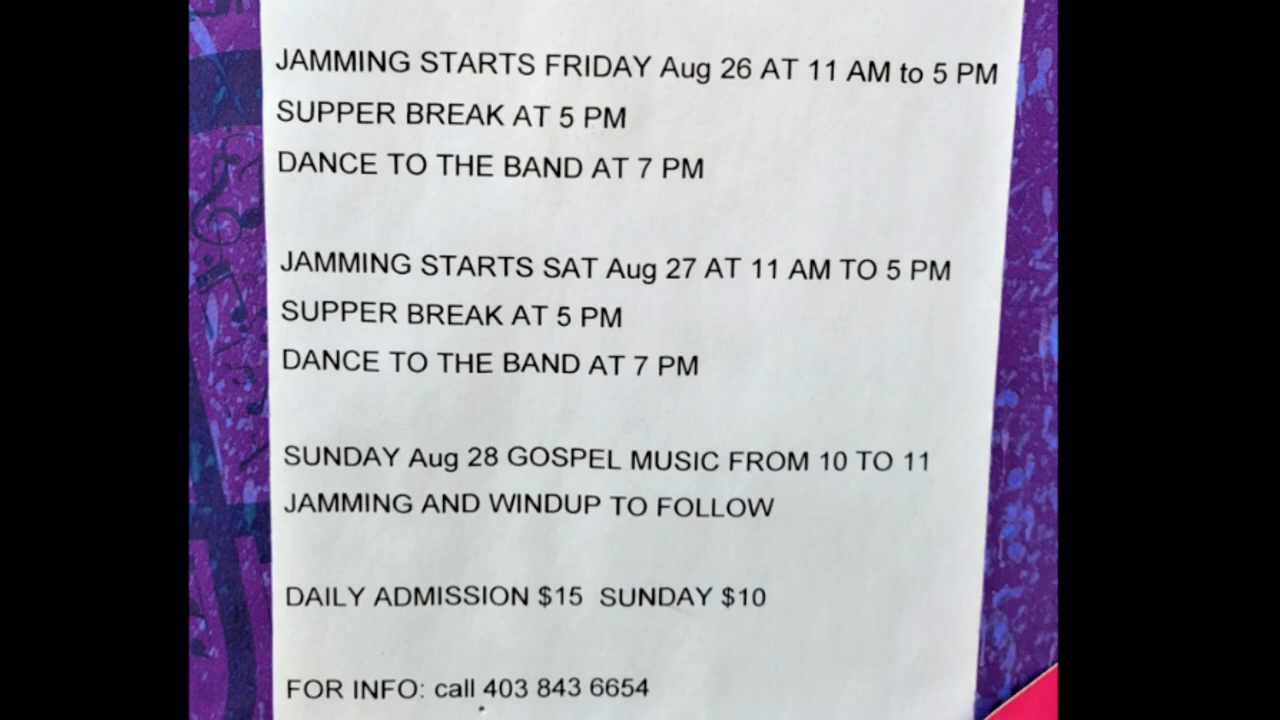 JAMMING STARTS FRIDAY Aug 26 AT 11 AM to 5 PM
SUPPER BREAK AT 5 PM
DANCE TO THE BAND AT 7 PM
JAMMING STARTS SAT Aug 27 AT 11 AM TO 5 PM
SUPPER BREAK AT 5 PM
DANCE TO THE BAND AT 7 PM
SUNDAY Aug 28 GOSPEL MUSIC FROM 10 TO 11
JAMMING AND WINDUP TO FOLLOW
DAILY ADMISSION $15 SUNDAY $10
FOR INFO: call 403 843 6654